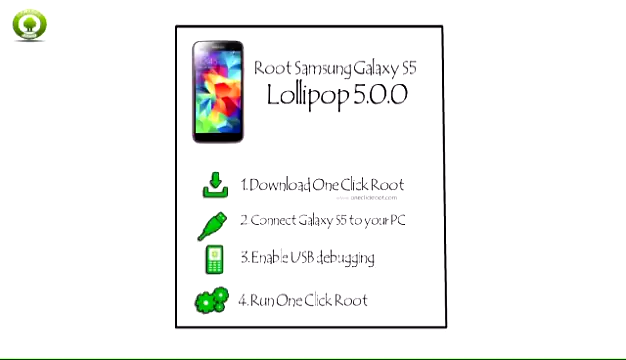 Root Samsung Galaxy S5
Lollipop 5.0.0
1.Download One Click Root
www.oneclickroot.com
2. Connect Galaxy S5 to your PC
3.Enable USB debugging
4.Run One Click Root